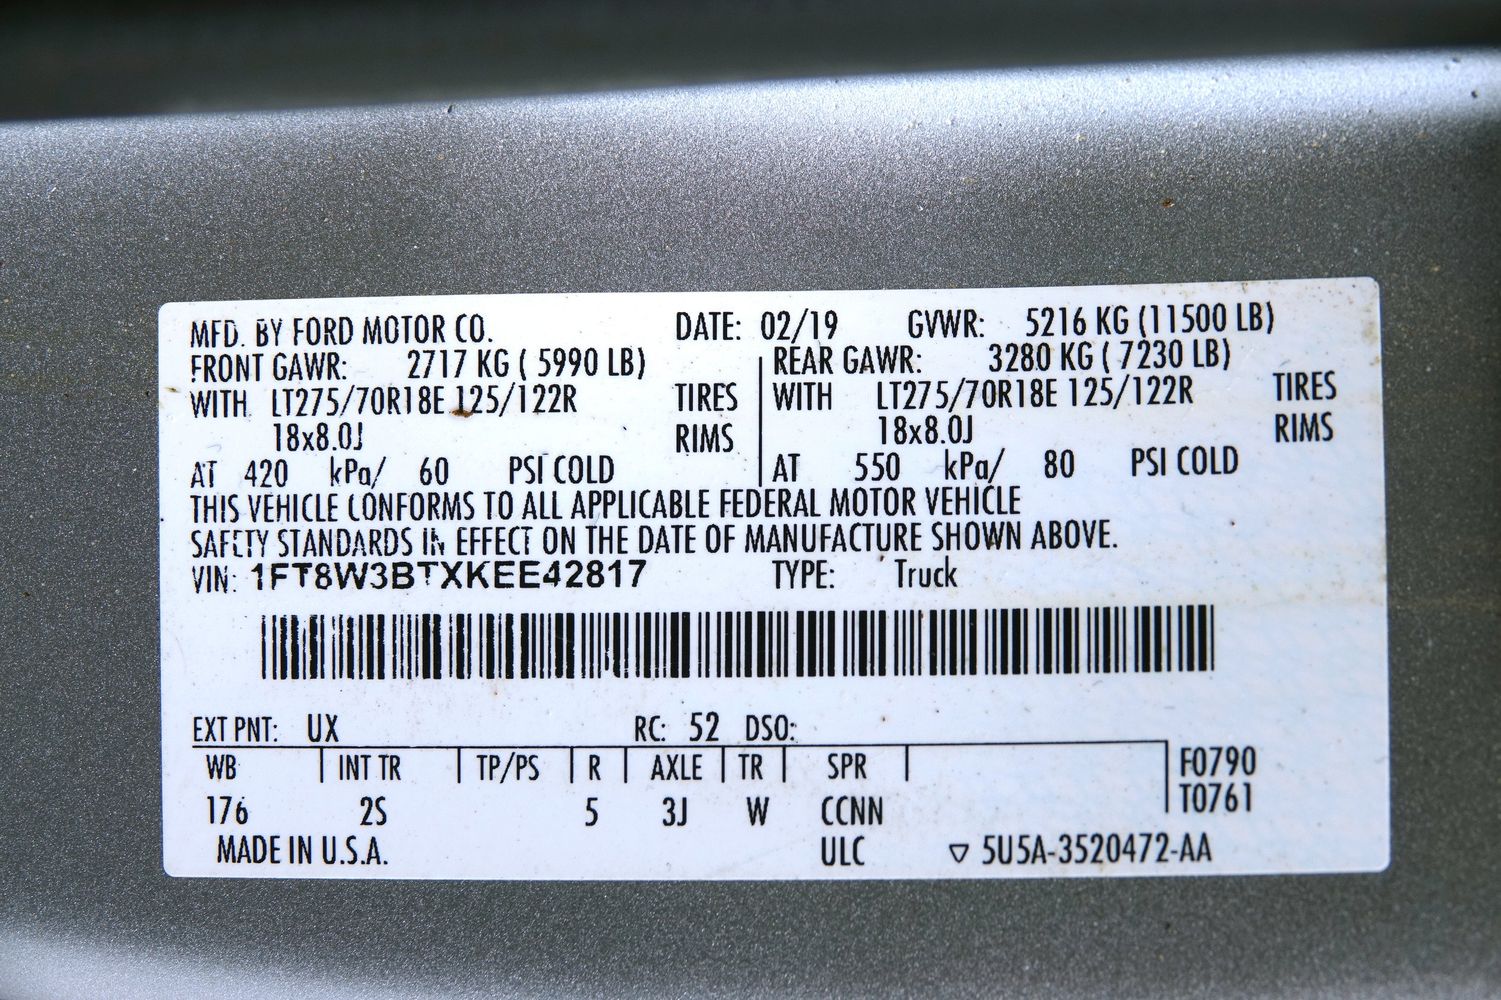 MFD. BY FORD MOTOR CO. DATE: 02/19 GVWR: 5216 KG (11500 LB)
FRONT GAWR: 2717 KG ( 5990 LB) REAR GAWR: 3280 KG ( 7230 LB)
WITH LT275/70R18E 125/122R TIRES WITH LT275/70R18E 125/122R TIRES
18x8.0J RIMS 18x8.0J RIMS
AT 420 kPa/ 60 PSI COLD AT 550 kPa/ 80 PSI COLD
THIS VEHICLE CONFORMS TO ALL APPLICABLE FEDERAL MOTOR VEHICLE
SAFETY STANDARDS IN EFFECT ON THE DATE OF MANUFACTURE SHOWN ABOVE.
VIN: 1FT8W3BTXKEE42817 TYPE: Truck
EXT PNT: UX RC: 52 DSO:
WB INT TR TP/PS R AXLE TR SPR F0790
176 2S 5 3J W CCNN T0761
MADE IN U.S.A. ULC ▽ 5U5A-3520472-AA